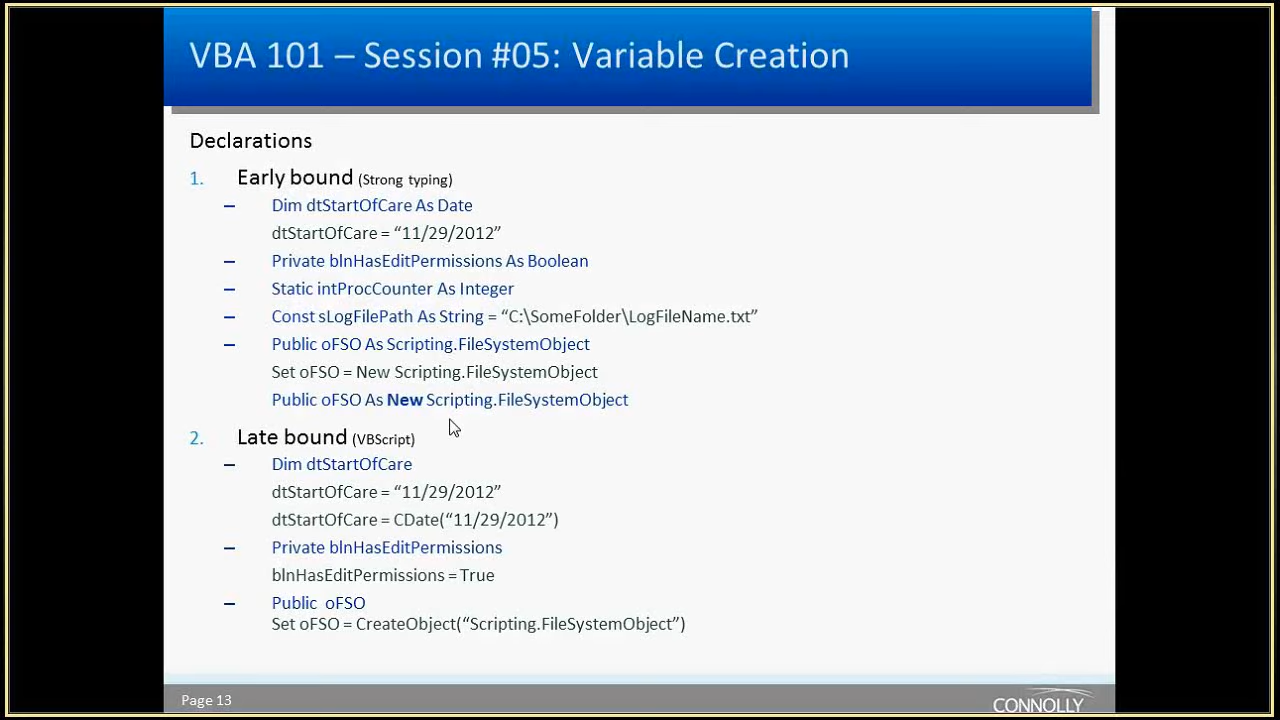 VBA 101 – Session #05: Variable Creation
Declarations
1. Early bound (Strong typing)
– Dim dtStartOfCare As Date
dtStartOfCare = “11/29/2012”
– Private blnHasEditPermissions As Boolean
– Static intProcCounter As Integer
– Const sLogFilePath As String = “C:\SomeFolder\LogFileName.txt”
– Public oFSO As Scripting.FileSystemObject
Set oFSO = New Scripting.FileSystemObject
Public oFSO As New Scripting.FileSystemObject
2. Late bound (VBScript)
– Dim dtStartOfCare
dtStartOfCare = “11/29/2012”
dtStartOfCare = CDate(“11/29/2012”)
– Private blnHasEditPermissions
blnHasEditPermissions = True
– Public oFSO
Set oFSO = CreateObject(“Scripting.FileSystemObject”)
Page 13
CONNOLLY